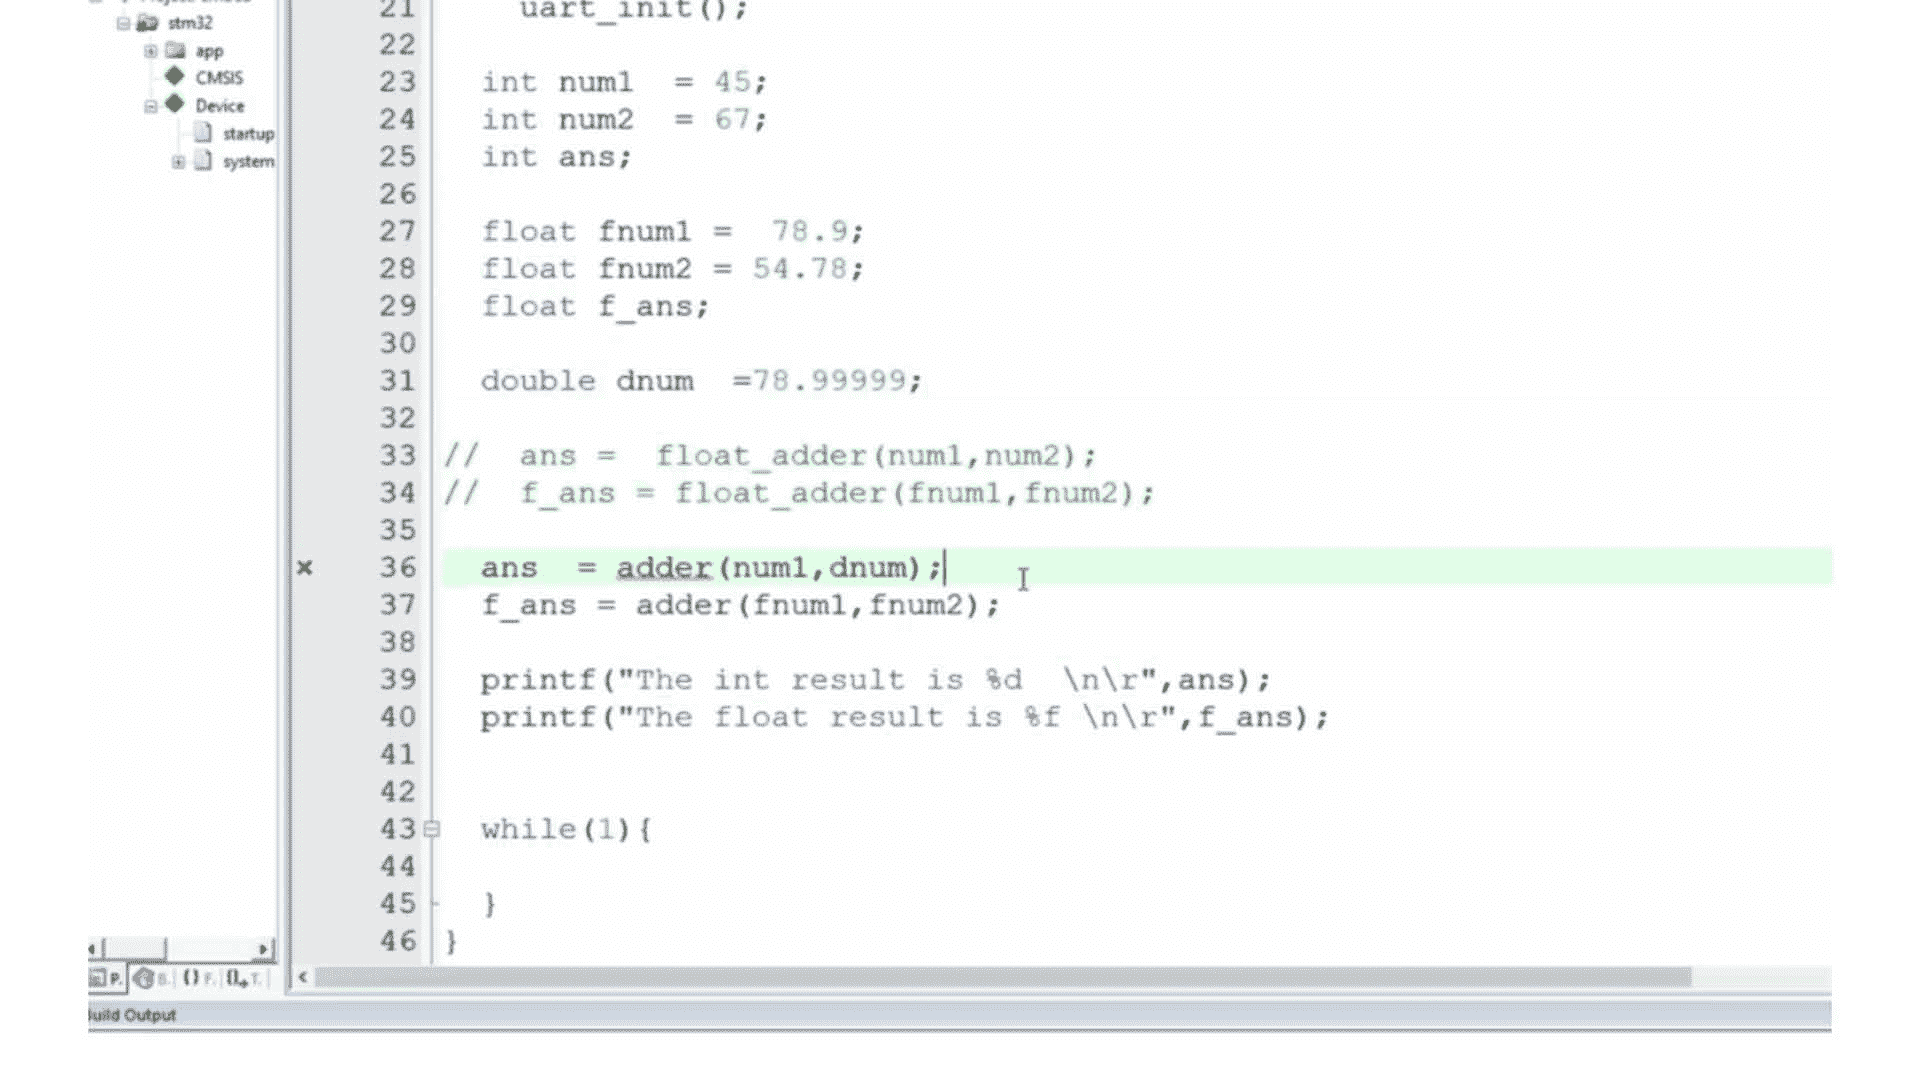 stm32
app
CMSIS
Device
startup
system
21 uart_init();
22
23 int num1 = 45;
24 int num2 = 67;
25 int ans;
26
27 float fnum1 = 78.9;
28 float fnum2 = 54.78;
29 float f_ans;
30
31 double dnum =78.99999;
32
33 // ans = float_adder(num1,num2);
34 // f_ans = float_adder(fnum1,fnum2);
35
36 ans = adder(num1,dnum);
37 f_ans = adder(fnum1,fnum2);
38
39 printf("The int result is %d \n\r",ans);
40 printf("The float result is %f \n\r",f_ans);
41
42
43 while(1){
44
45 }
46 }
P. B. {} F. 0 T.
uild Output